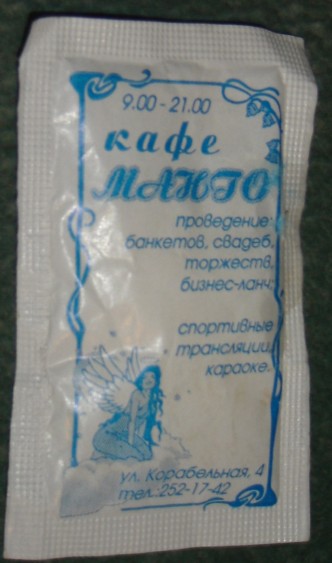 9.00-21.00
кафе
МАНГО
проведение:
банкетов, свадеб,
торжеств,
бизнес-ланч;
спортивные
трансляции,
караоке..
ул. Корабельная, 4
тел.:252-17-42